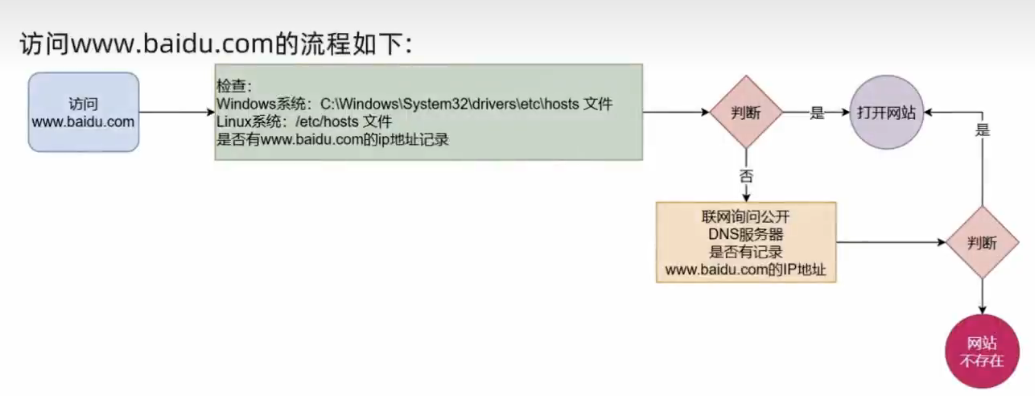 访问www.baidu.com的流程如下：
访问
www.baidu.com
检查：
Windows系统：C:\Windows\System32\drivers\etc\hosts 文件
Linux系统：/etc/hosts 文件
是否有www.baidu.com的ip地址记录
判断
是
打开网站
是
否
联网询问公开
DNS服务器
是否有记录
www.baidu.com的IP地址
判断
网站
不存在